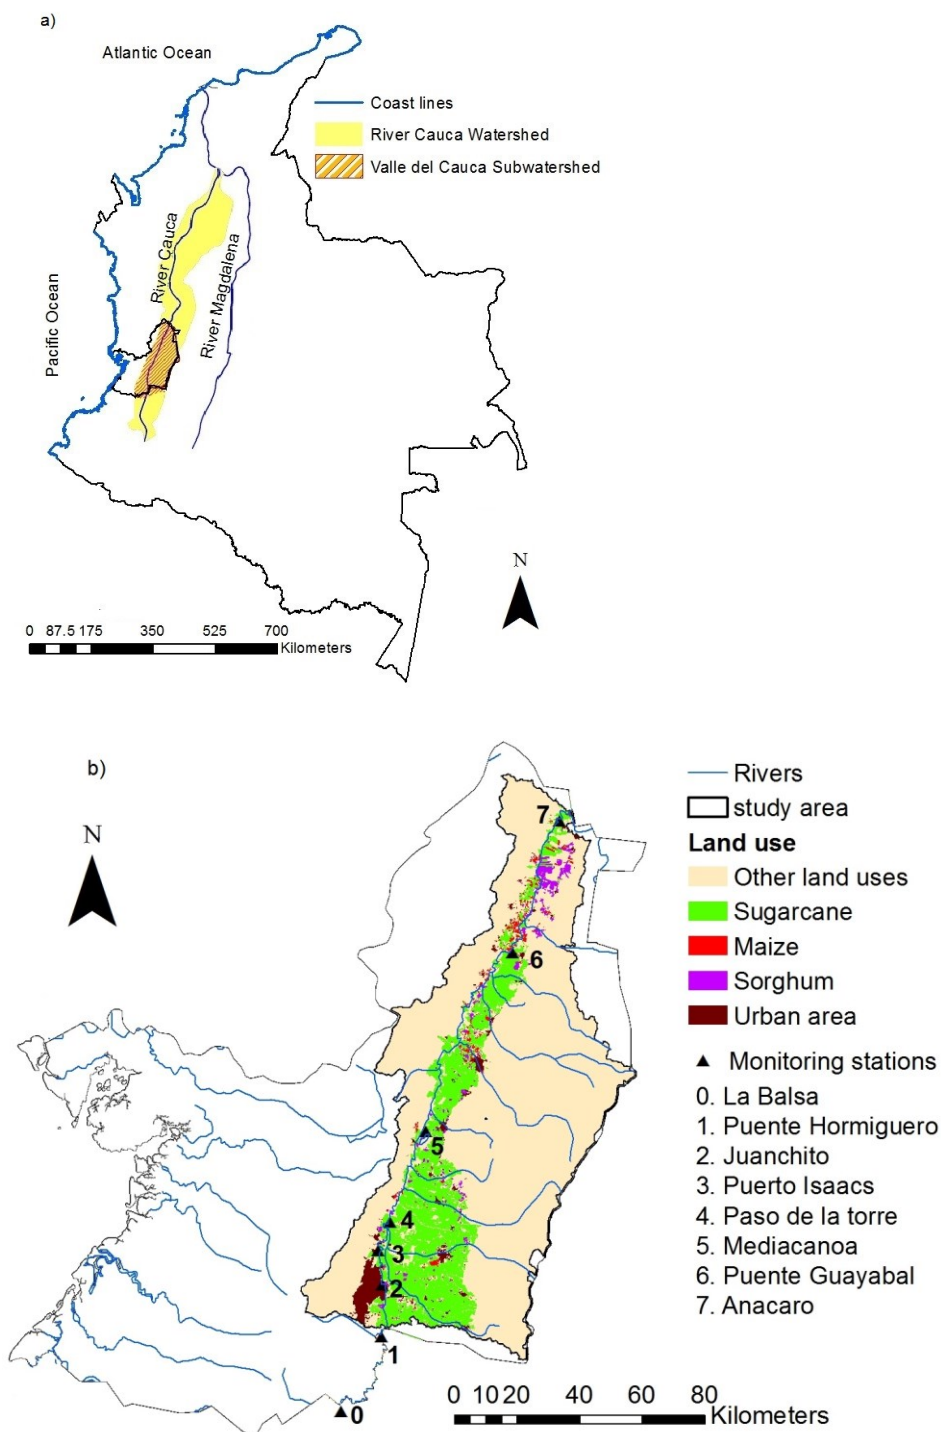 a)
Atlantic Ocean
Coast lines
River Cauca Watershed
Valle del Cauca Subwatershed
River Cauca
River Magdalena
Pacific Ocean
N
0 87.5 175 350 525 700
Kilometers
b)
N
Rivers
study area
Land use
Other land uses
Sugarcane
Maize
Sorghum
Urban area
Monitoring stations
0. La Balsa
1. Puente Hormiguero
2. Juanchito
3. Puerto Isaacs
4. Paso de la torre
5. Mediacanoa
6. Puente Guayabal
7. Anacaro
7
6
5
4
3
2
1
0
0 10 20 40 60 80
Kilometers